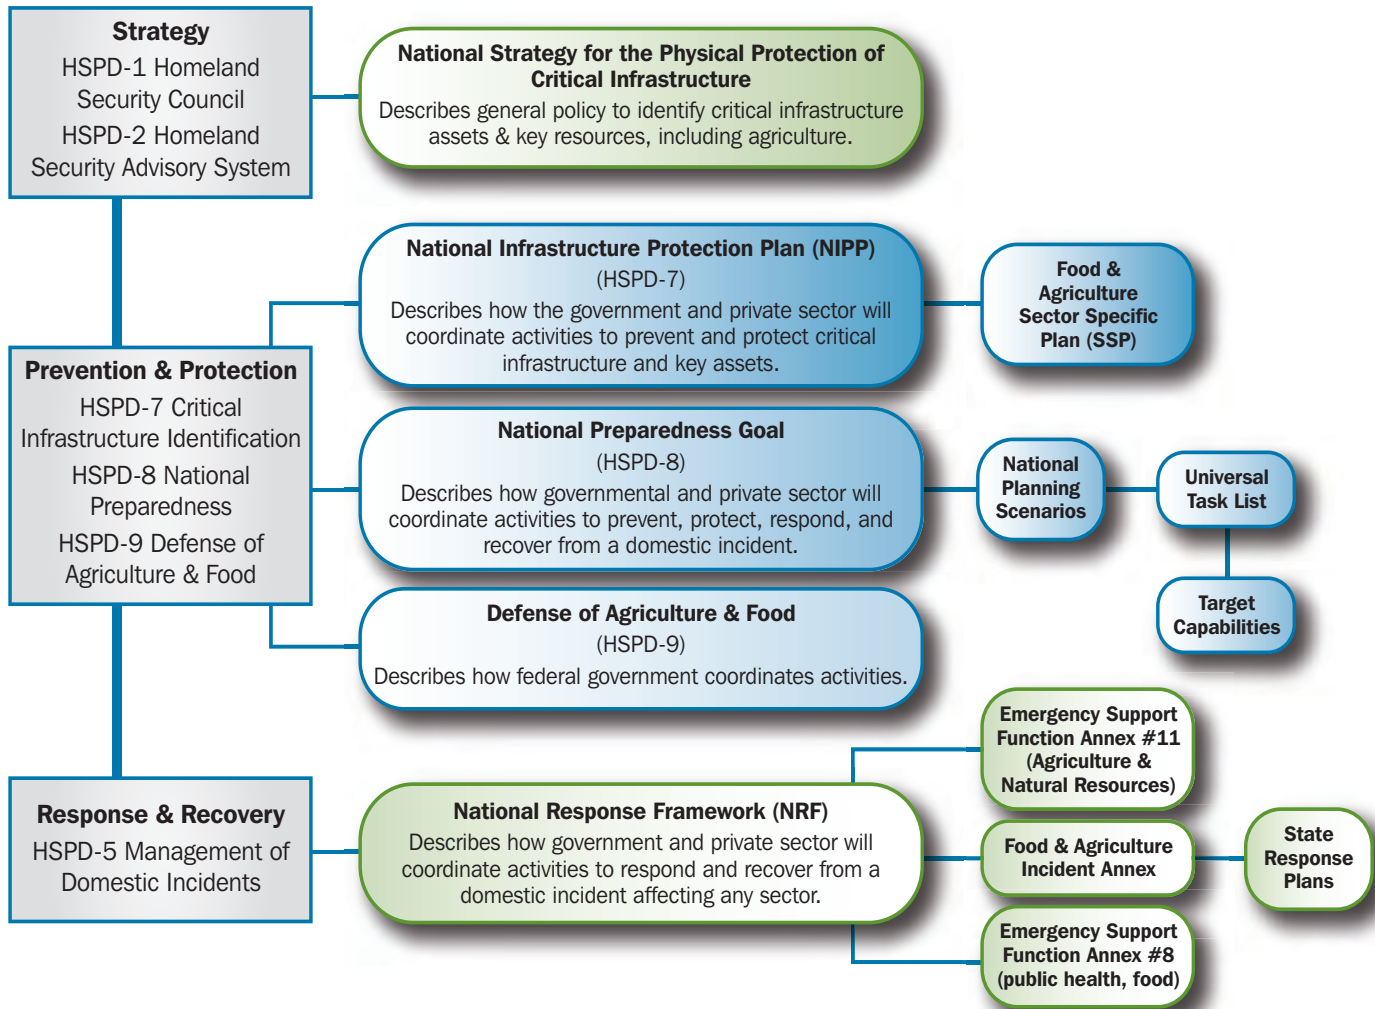 Strategy
HSPD-1 Homeland
Security Council
HSPD-2 Homeland
Security Advisory System
National Strategy for the Physical Protection of
Critical Infrastructure
Describes general policy to identify critical infrastructure
assets & key resources, including agriculture.
Prevention & Protection
HSPD-7 Critical
Infrastructure Identification
HSPD-8 National
Preparedness
HSPD-9 Defense of
Agriculture & Food
National Infrastructure Protection Plan (NIPP)
(HSPD-7)
Describes how the government and private sector will
coordinate activities to prevent and protect critical
infrastructure and key assets.
Food &
Agriculture
Sector Specific
Plan (SSP)
National Preparedness Goal
(HSPD-8)
Describes how governmental and private sector will
coordinate activities to prevent, protect, respond, and
recover from a domestic incident.
National
Planning
Scenarios
Universal
Task List
Target
Capabilities
Defense of Agriculture & Food
(HSPD-9)
Describes how federal government coordinates activities.
Response & Recovery
HSPD-5 Management of
Domestic Incidents
National Response Framework (NRF)
Describes how government and private sector will
coordinate activities to respond and recover from a
domestic incident affecting any sector.
Emergency Support
Function Annex #11
(Agriculture &
Natural Resources)
Food & Agriculture
Incident Annex
State
Response
Plans
Emergency Support
Function Annex #8
(public health, food)